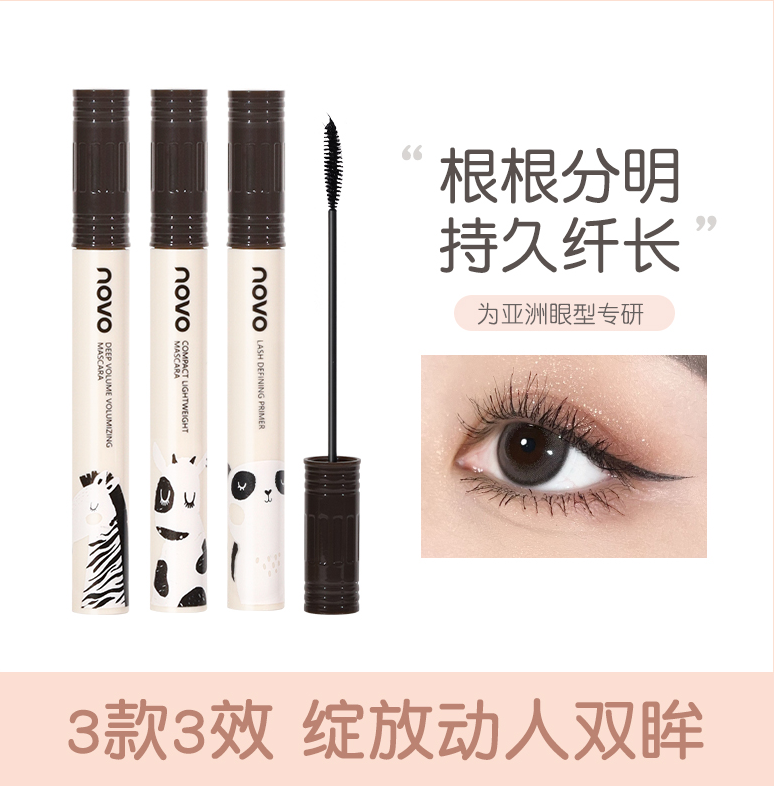 novo
DEEP VOLUME VOLUMIZING
MASCARA
novo
COMPACT LIGHTWEIGHT
MASCARA
novo
LASH DEFINING PRIMER
“根根分明
持久纤长”
为亚洲眼型专研
3款3效 绽放动人双眸